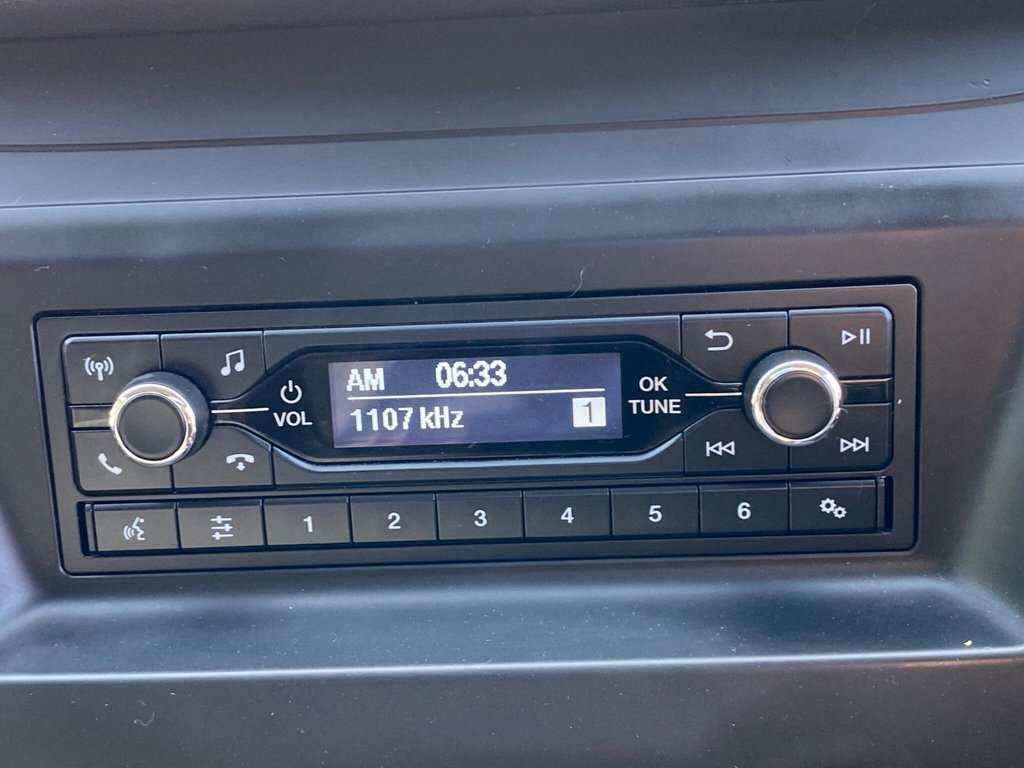 AM 06:33
1107 kHz 1
VOL
OK
TUNE
1 2 3 4 5 6